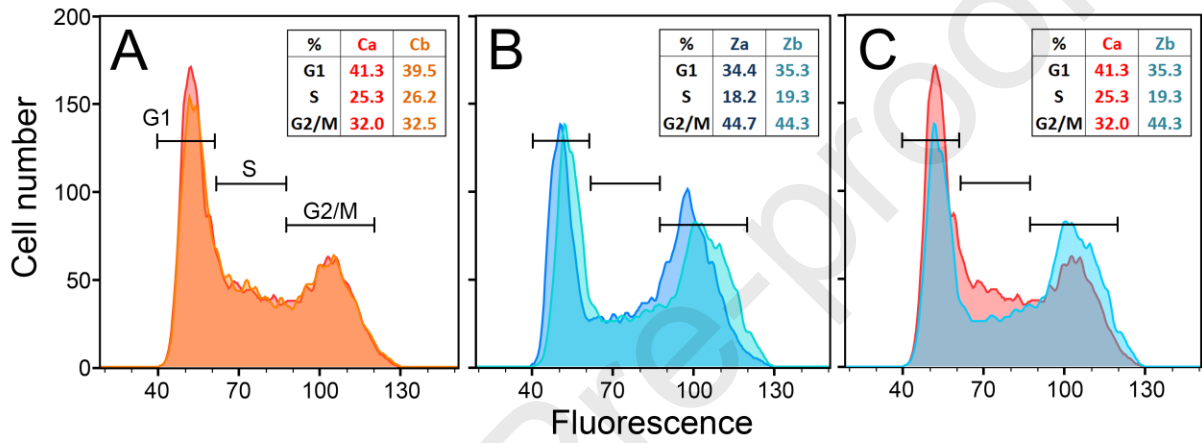 A
% Ca Cb
G1 41.3 39.5
S 25.3 26.2
G2/M 32.0 32.5
G1
S
G2/M
B
% Za Zb
G1 34.4 35.3
S 18.2 19.3
G2/M 44.7 44.3
C
% Ca Zb
G1 41.3 35.3
S 25.3 19.3
G2/M 32.0 44.3
Cell number
200
150
100
50
0
40 70 100 130
40 70 100 130
40 70 100 130
Fluorescence
Pre-proof